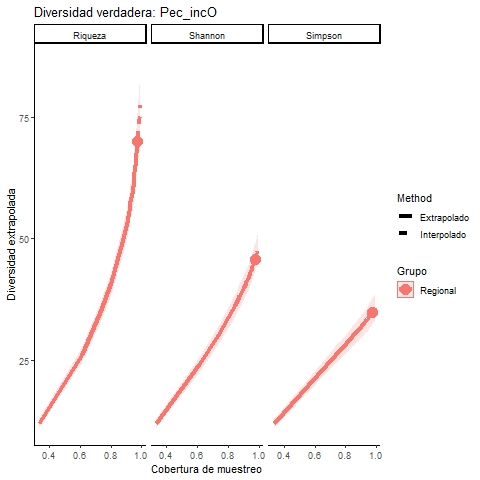 Diversidad verdadera: Pec_incO
Riqueza
Shannon
Simpson
75
50
25
Diversidad extrapolada
0.4 0.6 0.8 1.0
0.4 0.6 0.8 1.0
0.4 0.6 0.8 1.0
Cobertura de muestreo
Method
Extrapolado
Interpolado
Grupo
Regional